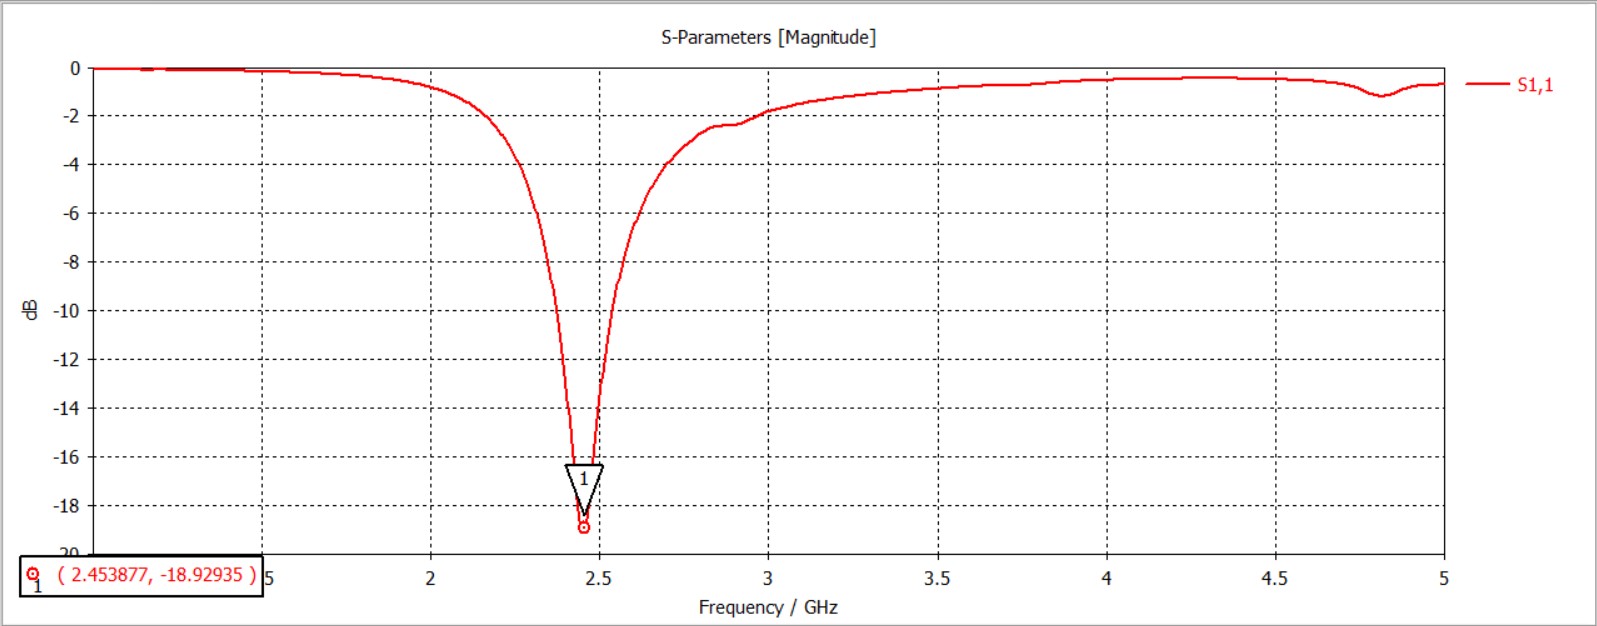 S-Parameters [Magnitude]
0
-2
-4
-6
-8
-10
-12
-14
-16
-18
S1,1
dB
1
1 ( 2.453877, -18.92935 )
5 2 2.5 3 3.5 4 4.5 5
Frequency / GHz